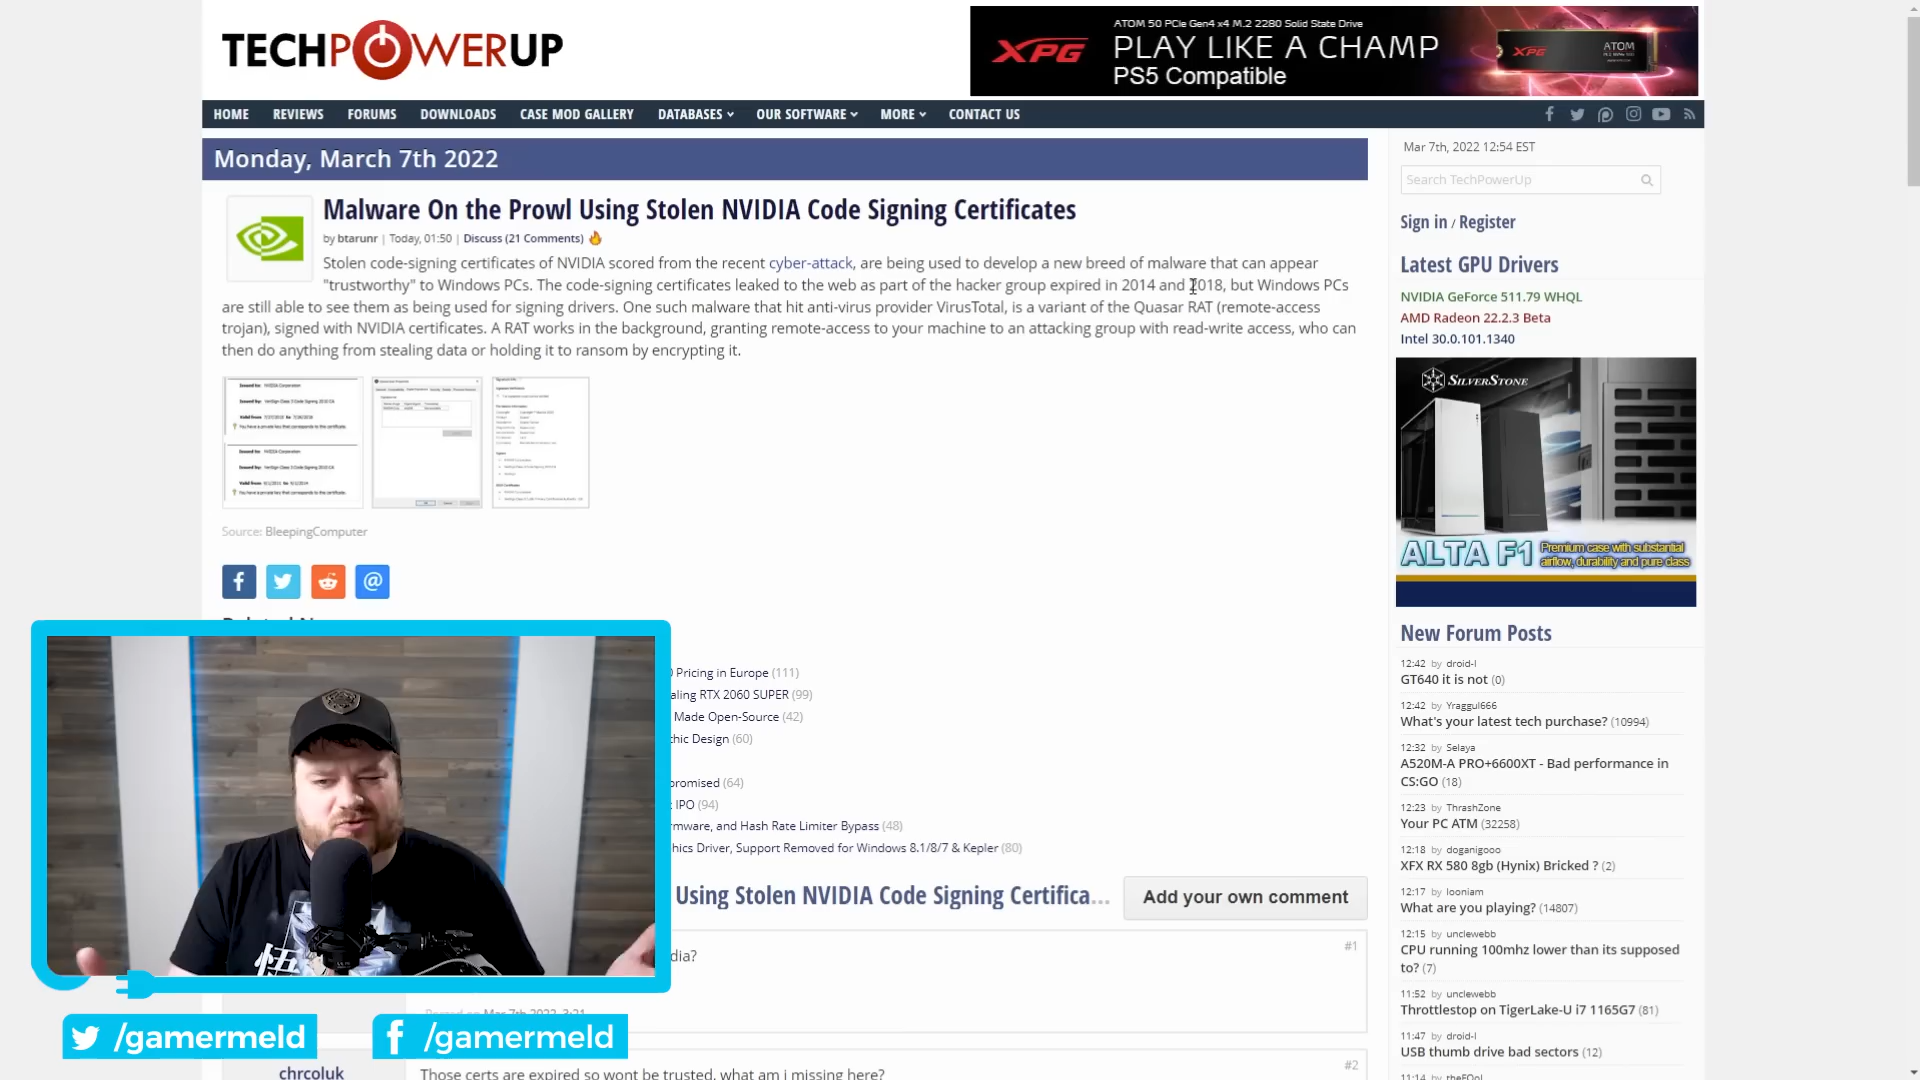 TECHPOWERUP
ATOM 50 PCIe Gen4 x4 M.2 2280 Solid State Drive
XPG PLAY LIKE A CHAMP
PS5 Compatible
XPG ATOM
HOME REVIEWS FORUMS DOWNLOADS CASE MOD GALLERY DATABASES OUR SOFTWARE MORE CONTACT US
Monday, March 7th 2022
Malware On the Prowl Using Stolen NVIDIA Code Signing Certificates
by btarunr | Today, 01:50 | Discuss (21 Comments)
Stolen code-signing certificates of NVIDIA scored from the recent cyber-attack, are being used to develop a new breed of malware that can appear
"trustworthy" to Windows PCs. The code-signing certificates leaked to the web as part of the hacker group expired in 2014 and 2018, but Windows PCs
are still able to see them as being used for signing drivers. One such malware that hit anti-virus provider VirusTotal, is a variant of the Quasar RAT (remote-access
trojan), signed with NVIDIA certificates. A RAT works in the background, granting remote-access to your machine to an attacking group with read-write access, who can
then do anything from stealing data or holding it to ransom by encrypting it.
Source: BleepingComputer
Pricing in Europe (111)
aling RTX 2060 SUPER (99)
Made Open-Source (42)
hic Design (60)
promised (64)
IPO (94)
rmware, and Hash Rate Limiter Bypass (48)
hics Driver, Support Removed for Windows 8.1/8/7 & Kepler (80)
Using Stolen NVIDIA Code Signing Certifica...
Add your own comment
dia?
#1
chrcoluk
Those certs are expired so wont be trusted, what am i missing here?
#2
/gamermeld
/gamermeld
悟
Mar 7th, 2022 12:54 EST
Search TechPowerUp
Sign in / Register
Latest GPU Drivers
NVIDIA GeForce 511.79 WHQL
AMD Radeon 22.2.3 Beta
Intel 30.0.101.1340
SILVERSTONE
ALTA F1 Premium case with substantial
airflow, durability and pure class
New Forum Posts
12:42 by droid-I
GT640 it is not (0)
12:42 by Yraggul666
What's your latest tech purchase? (10994)
12:32 by Selaya
A520M-A PRO+6600XT - Bad performance in
CS:GO (18)
12:23 by ThrashZone
Your PC ATM (32258)
12:18 by doganigooo
XFX RX 580 8gb (Hynix) Bricked ? (2)
12:17 by looniam
What are you playing? (14807)
12:15 by unclewebb
CPU running 100mhz lower than its supposed
to? (7)
11:52 by unclewebb
Throttlestop on TigerLake-U i7 1165G7 (81)
11:47 by droid-I
USB thumb drive bad sectors (12)